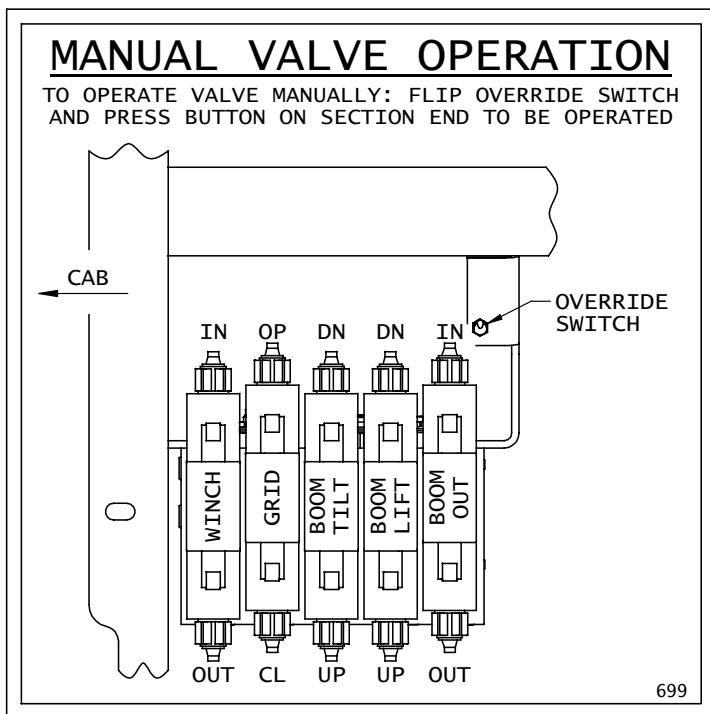 MANUAL VALVE OPERATION
TO OPERATE VALVE MANUALLY: FLIP OVERRIDE SWITCH
AND PRESS BUTTON ON SECTION END TO BE OPERATED
CAB
OVERRIDE
SWITCH
IN OP DN DN IN
WINCH
GRID
BOOM
TILT
BOOM
LIFT
BOOM
OUT
OUT CL UP UP OUT
699